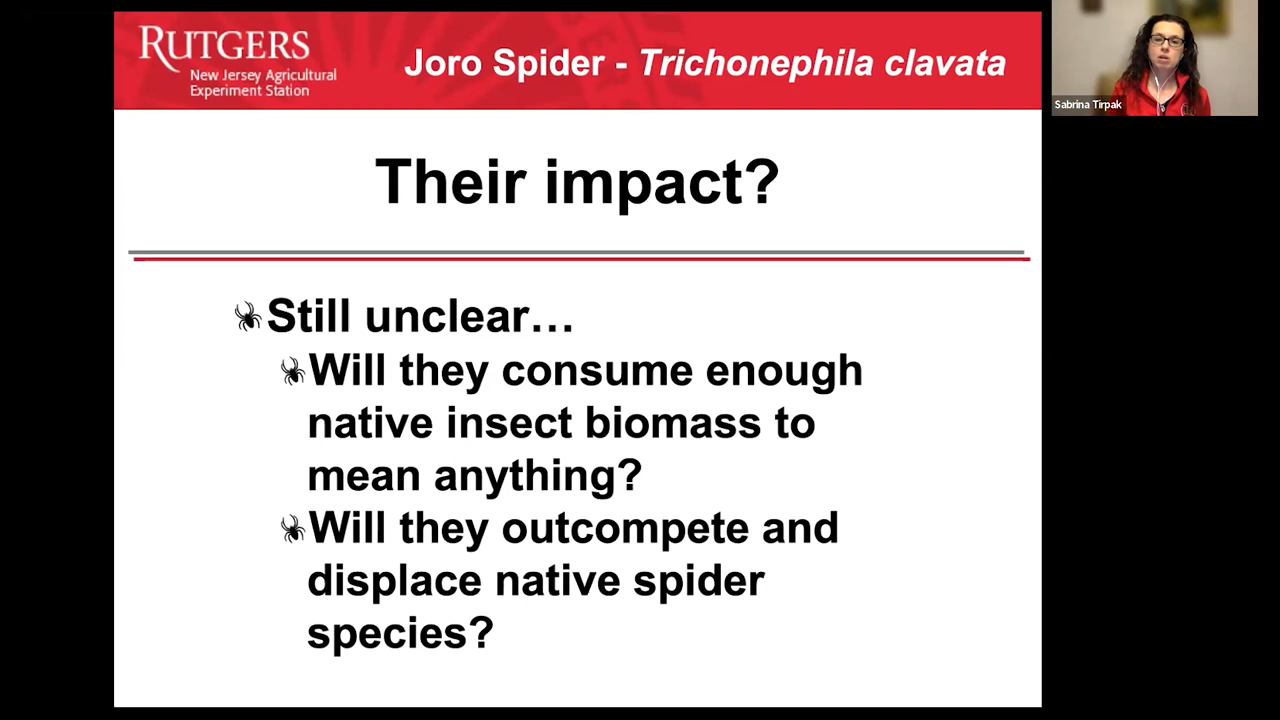 RUTGERS
New Jersey Agricultural
Experiment Station
Joro Spider - Trichonephila clavata
Sabrina Tirpak
Their impact?
Still unclear…
Will they consume enough
native insect biomass to
mean anything?
Will they outcompete and
displace native spider
species?